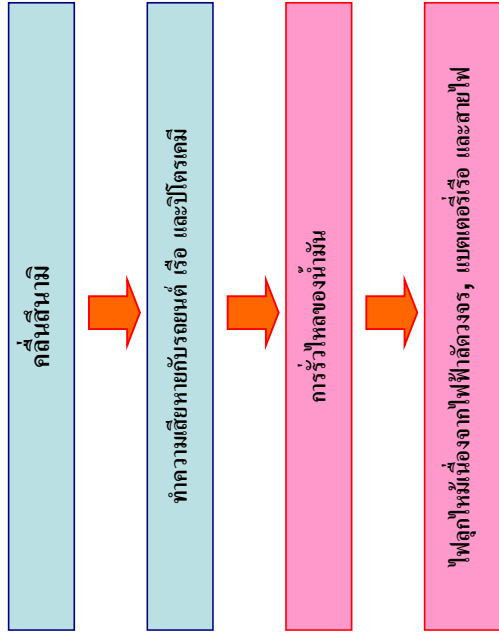 คลื่นสึนามิ
ทำความเสียหายกับรถยนต์ เรือ และปิโตรเคมี
การรั่วไหลของน้ำมัน
ไฟลุกไหม้เนื่องจากไฟฟ้าลัดวงจร, แบตเตอรี่เรือ และสายไฟ